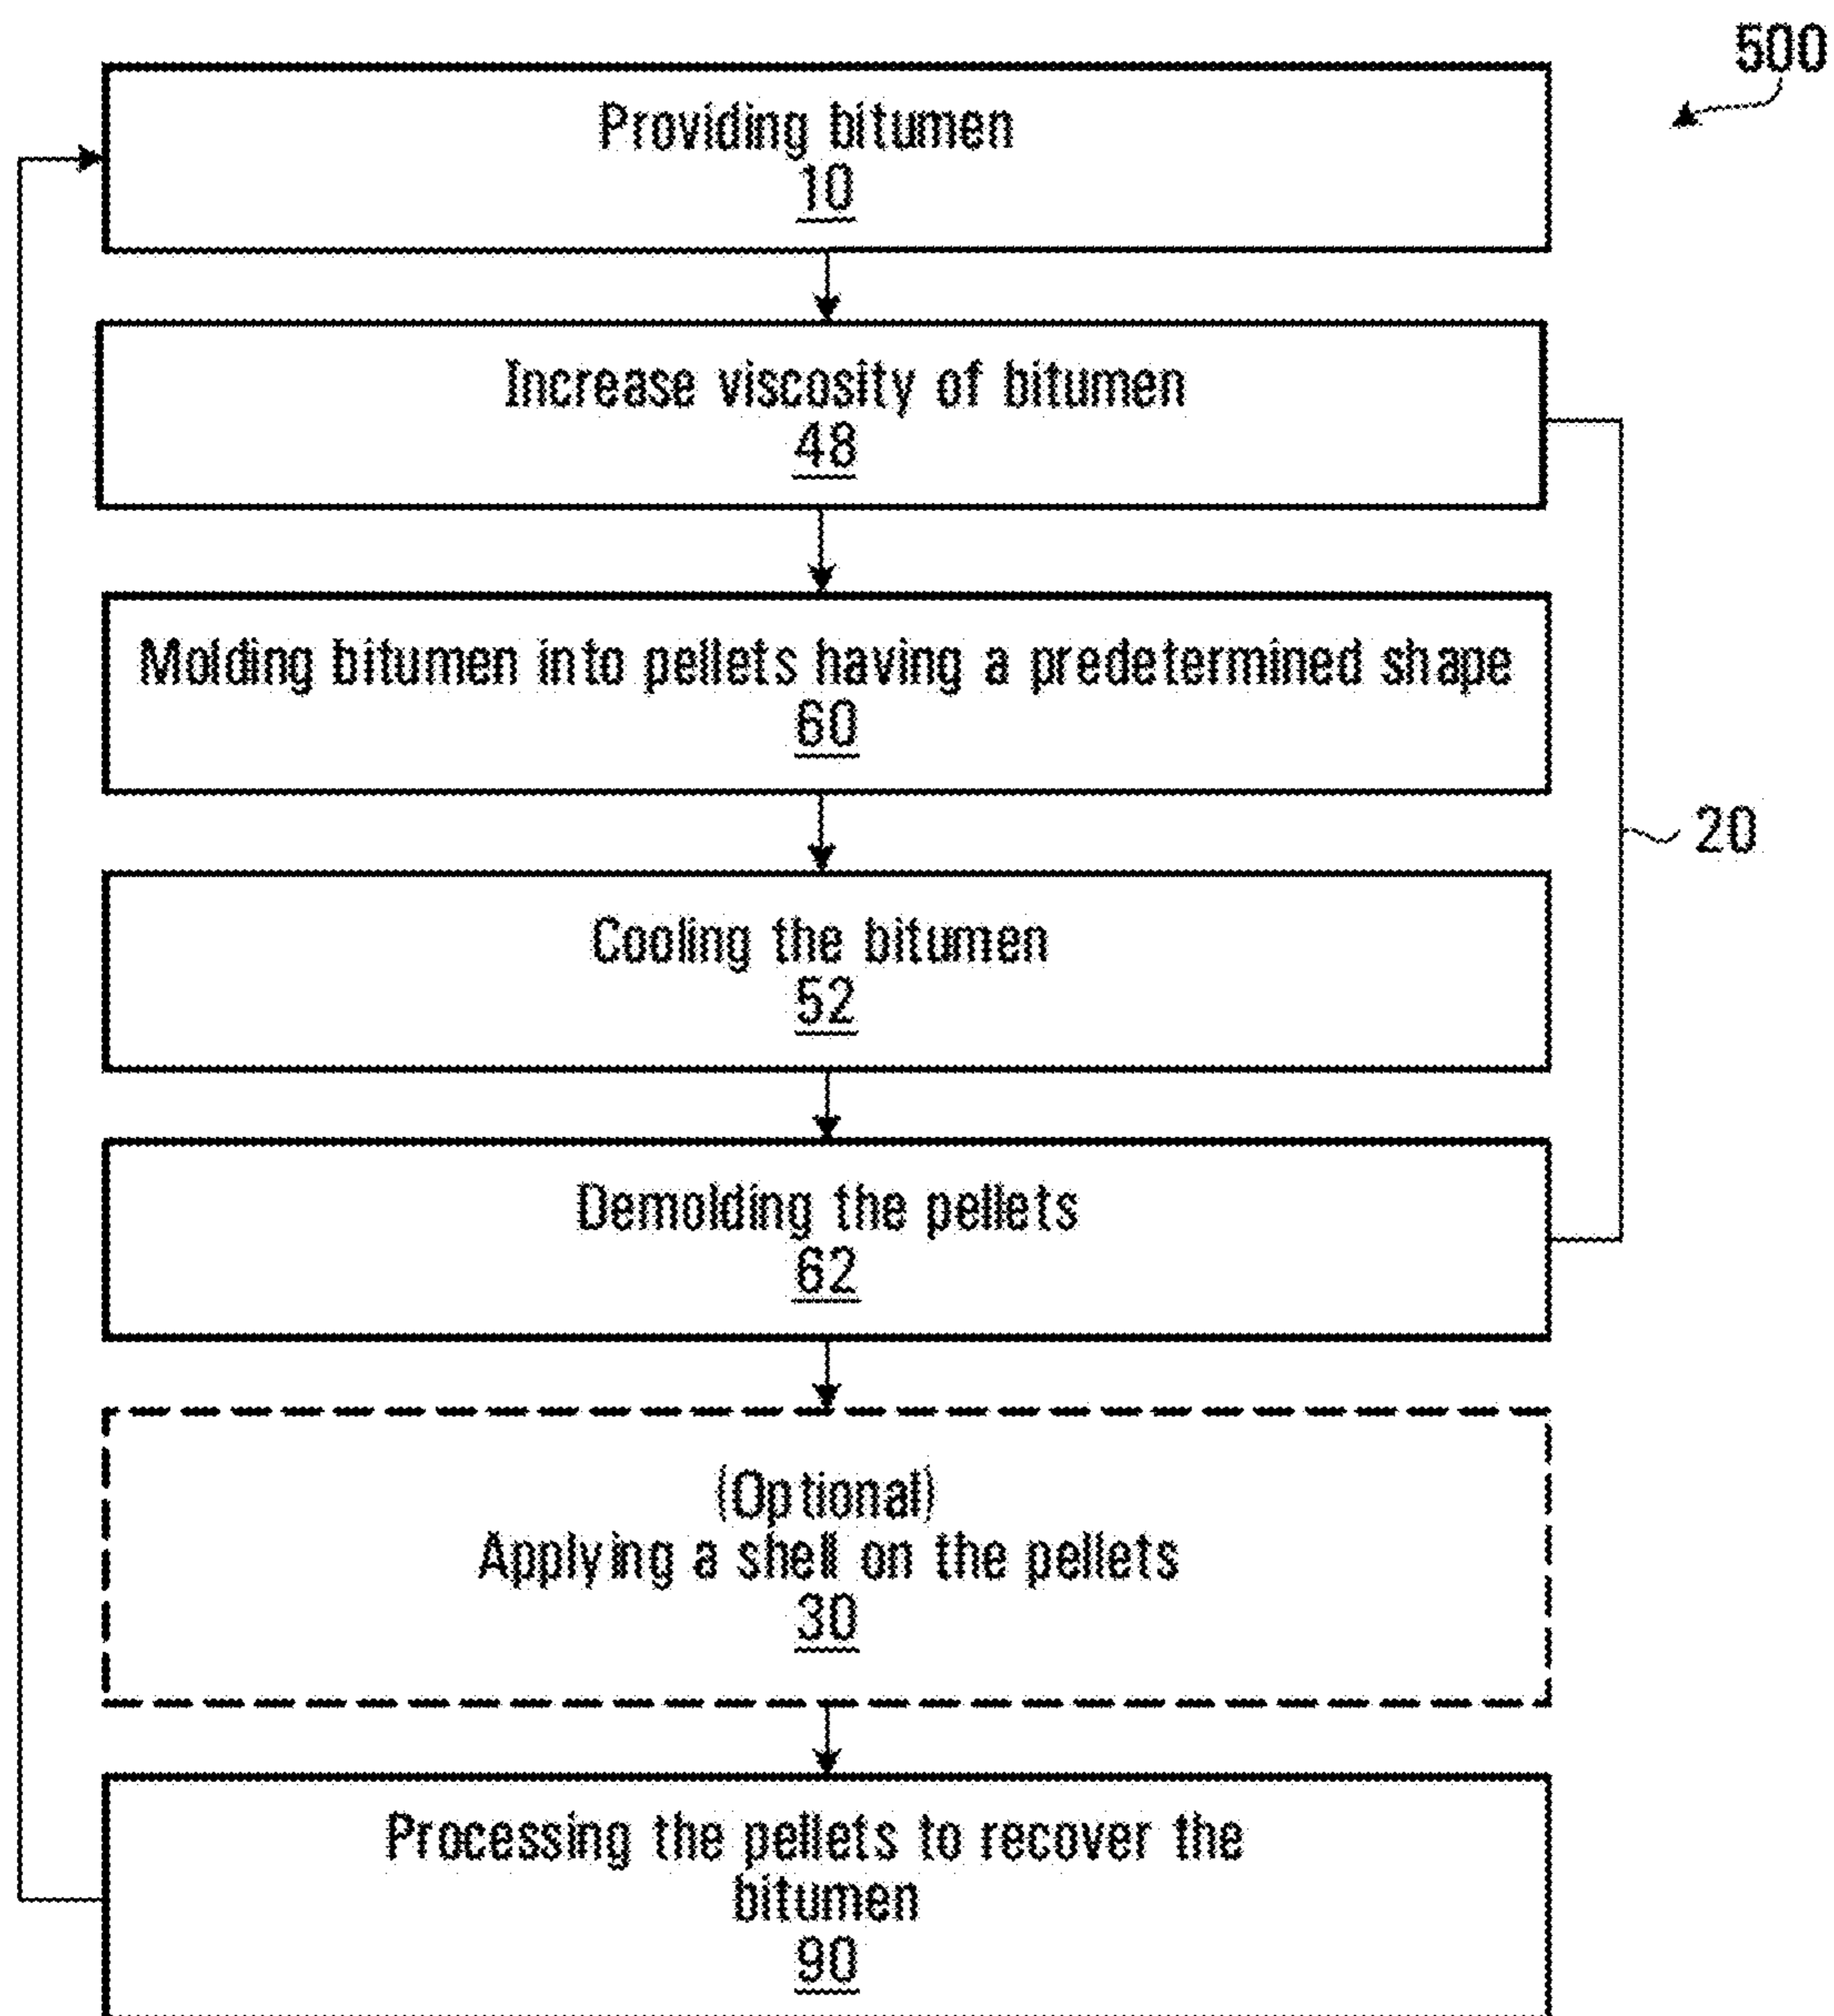 500
Providing bitumen
10
Increase viscosity of bitumen
48
Molding bitumen into pellets having a predetermined shape
60
20
Cooling the bitumen
52
Demolding the pellets
62
(Optional)
Applying a shell on the pellets
30
Processing the pellets to recover the
bitumen
90